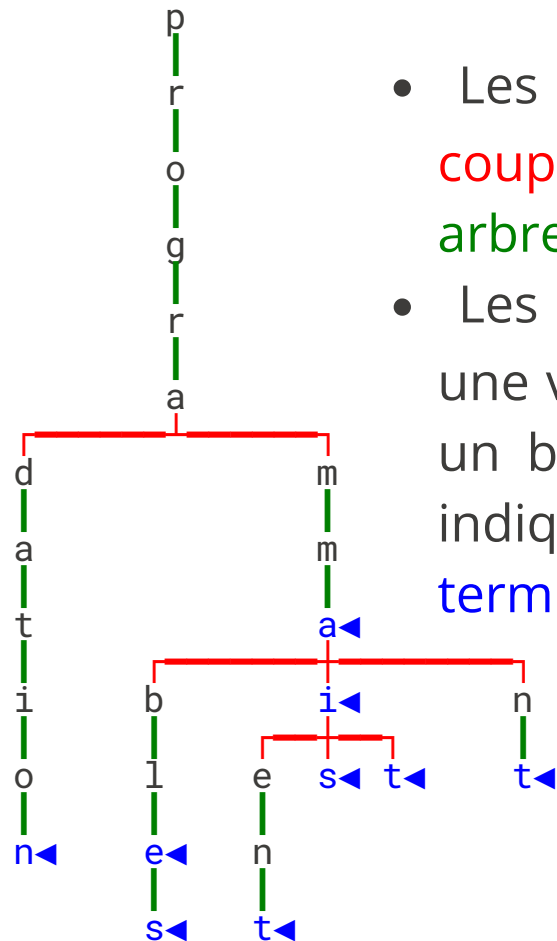 p
r • Les
o coup
g arbre
r • Les
a une v
d m un b
a m indiq
t a◀ term
i b i◀ n
o l e s◀ t◀ t◀
n◀ e◀ n
s◀ t◀